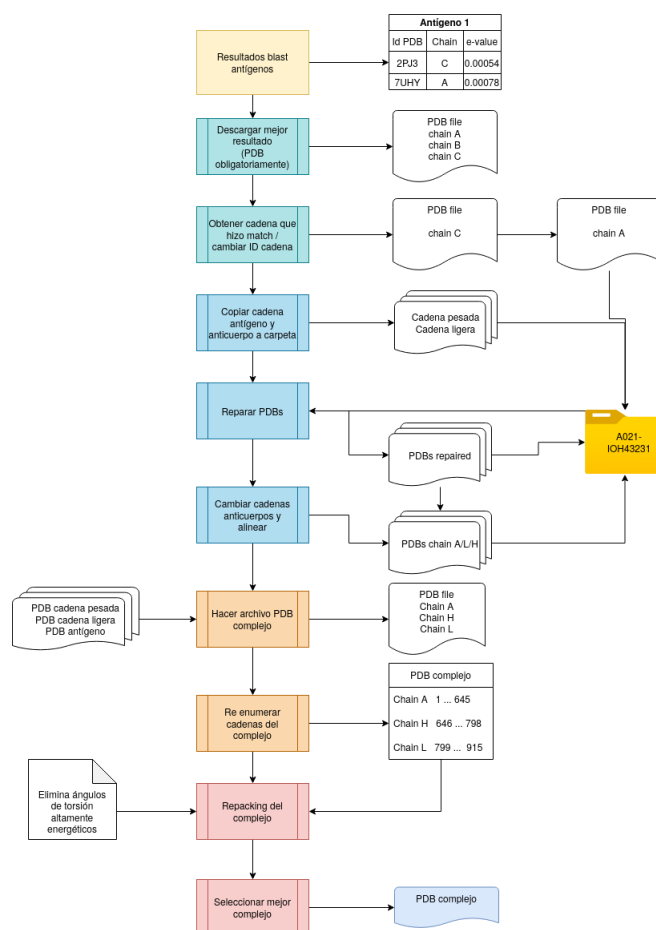 Resultados blast
antígenos
Antígeno 1
Id PDB Chain e-value
2PJ3 C 0.00054
7UHY A 0.00078
Descargar mejor
resultado
(PDB
obligatoriamente)
PDB file
chain A
chain B
chain C
Obtener cadena que
hizo match /
cambiar ID cadena
PDB file
chain C
PDB file
chain A
Copiar cadena
antígeno y
anticuerpo a carpeta
Cadena pesada
Cadena ligera
Reparar PDBs
PDBs repaired
A021-
IOH43231
Cambiar cadenas
anticuerpos y
alinear
PDBs chain A/L/H
PDB cadena pesada
PDB cadena ligera
PDB antígeno
Hacer archivo PDB
complejo
PDB file
Chain A
Chain H
Chain L
Re enumerar
cadenas del
complejo
PDB complejo
Chain A 1 ... 645
Chain H 646 ... 798
Chain L 799 ... 915
Elimina ángulos
de torsión
altamente
energéticos
Repacking del
complejo
Seleccionar mejor
complejo
PDB complejo